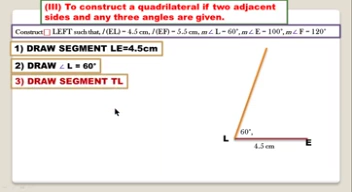 (III) To construct a quadrilateral if two adjacent
sides and any three angles are given.
Construct □ LEFT such that, l (EL) = 4.5 cm, l (EF) = 5.5 cm, m∠ L = 60°, m∠ E = 100°, m∠ F = 120°
1) DRAW SEGMENT LE=4.5cm
2) DRAW ∠ L = 60°
3) DRAW SEGMENT TL
60°,
L
E
4.5 cm